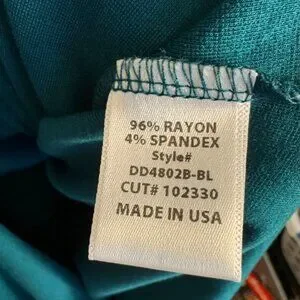 96% RAYON
4% SPANDEX
Style#
DD4802B-BL
CUT# 102330
MADE IN USA